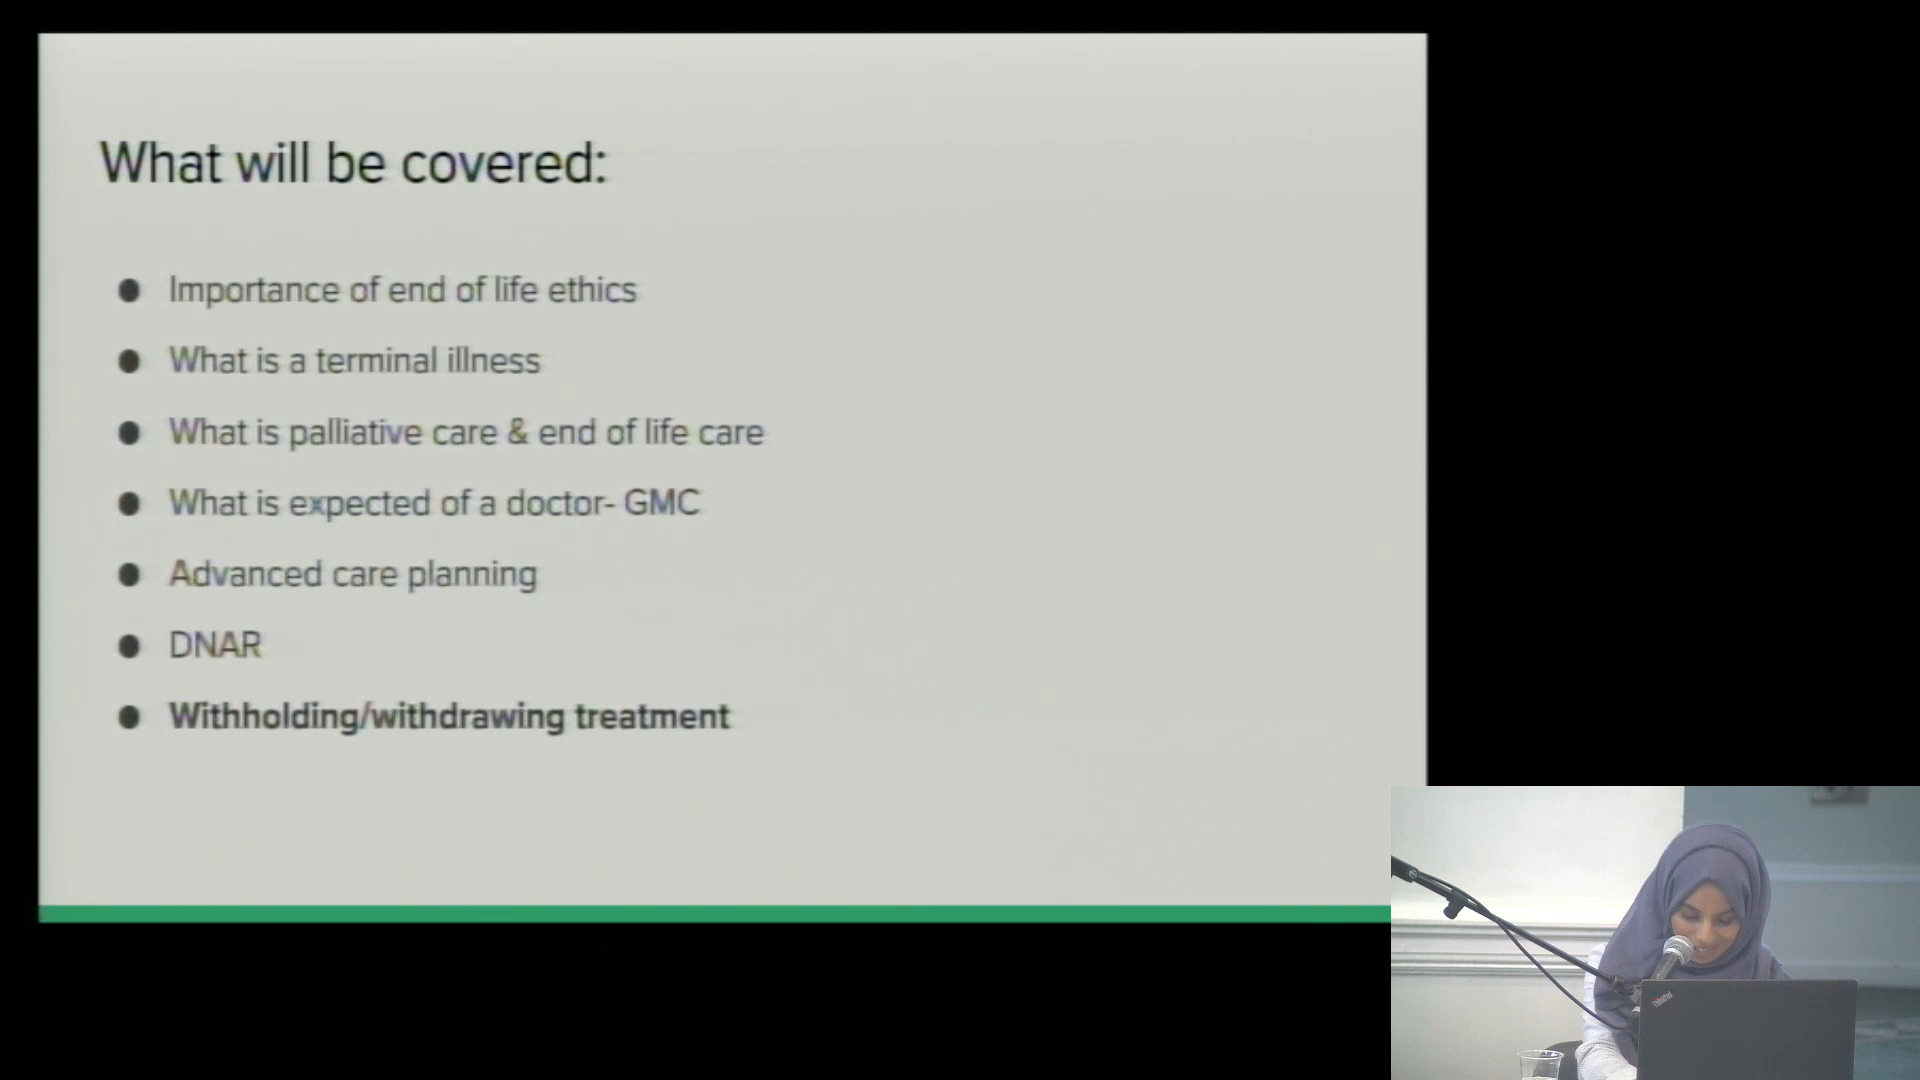 What will be covered:
● Importance of end of life ethics
● What is a terminal illness
● What is palliative care & end of life care
● What is expected of a doctor- GMC
● Advanced care planning
● DNAR
● Withholding/withdrawing treatment
ThinkPad